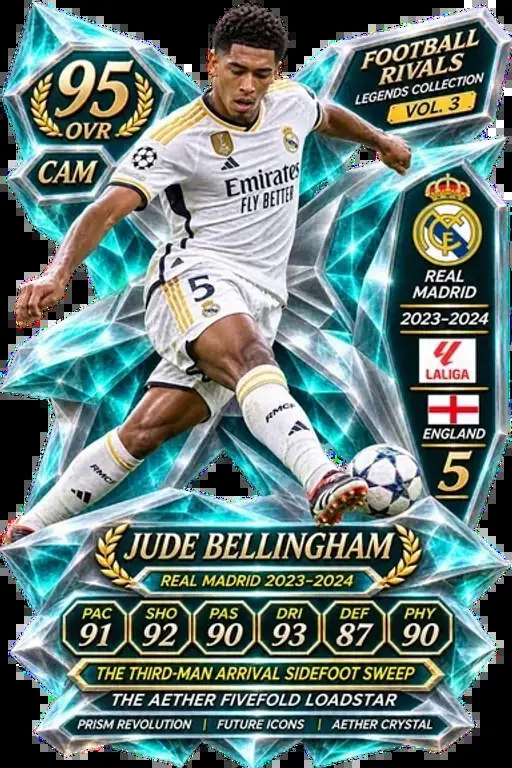 95
OVR
CAM
FOOTBALL
RIVALS
LEGENDS COLLECTION
VOL. 3
Emirates
FLY BETTER
5
RMCF
RMCF
REAL
MADRID
2023–2024
LALIGA
ENGLAND
5
JUDE BELLINGHAM
REAL MADRID 2023–2024
PAC SHO PAS DRI DEF PHY
91 92 90 93 87 90
THE THIRD-MAN ARRIVAL SIDEFOOT SWEEP
THE AETHER FIVEFOLD LOADSTAR
PRISM REVOLUTION | FUTURE ICONS | AETHER CRYSTAL